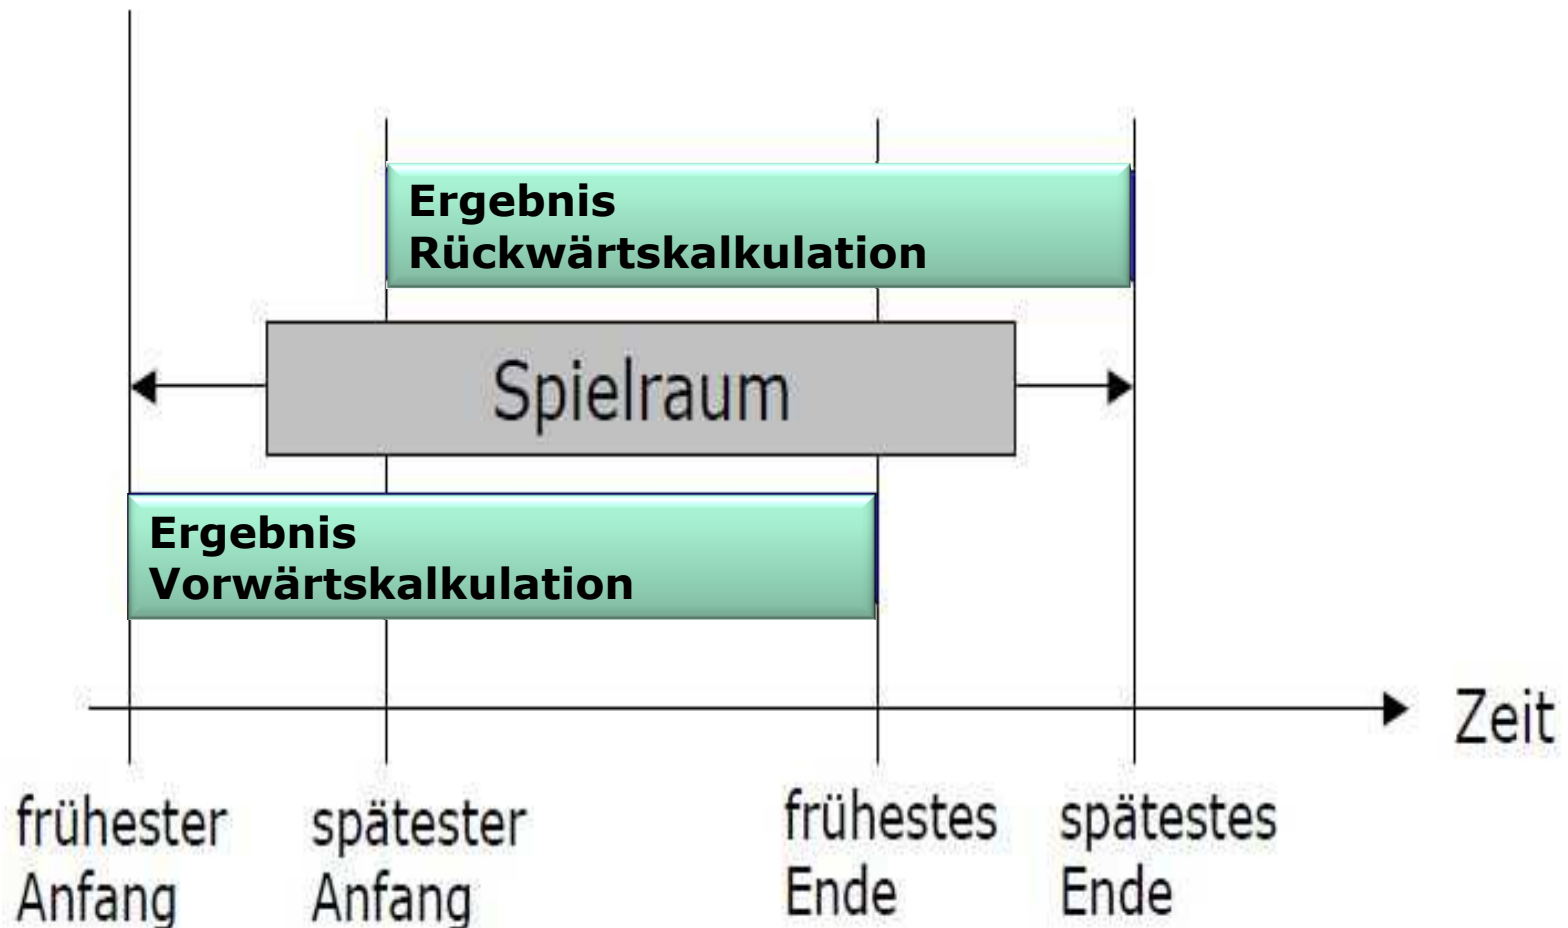 Ergebnis
Rückwärtskalkulation
Spielraum
Ergebnis
Vorwärtskalkulation
Zeit
frühester
Anfang
spätester
Anfang
frühestes
Ende
spätestes
Ende